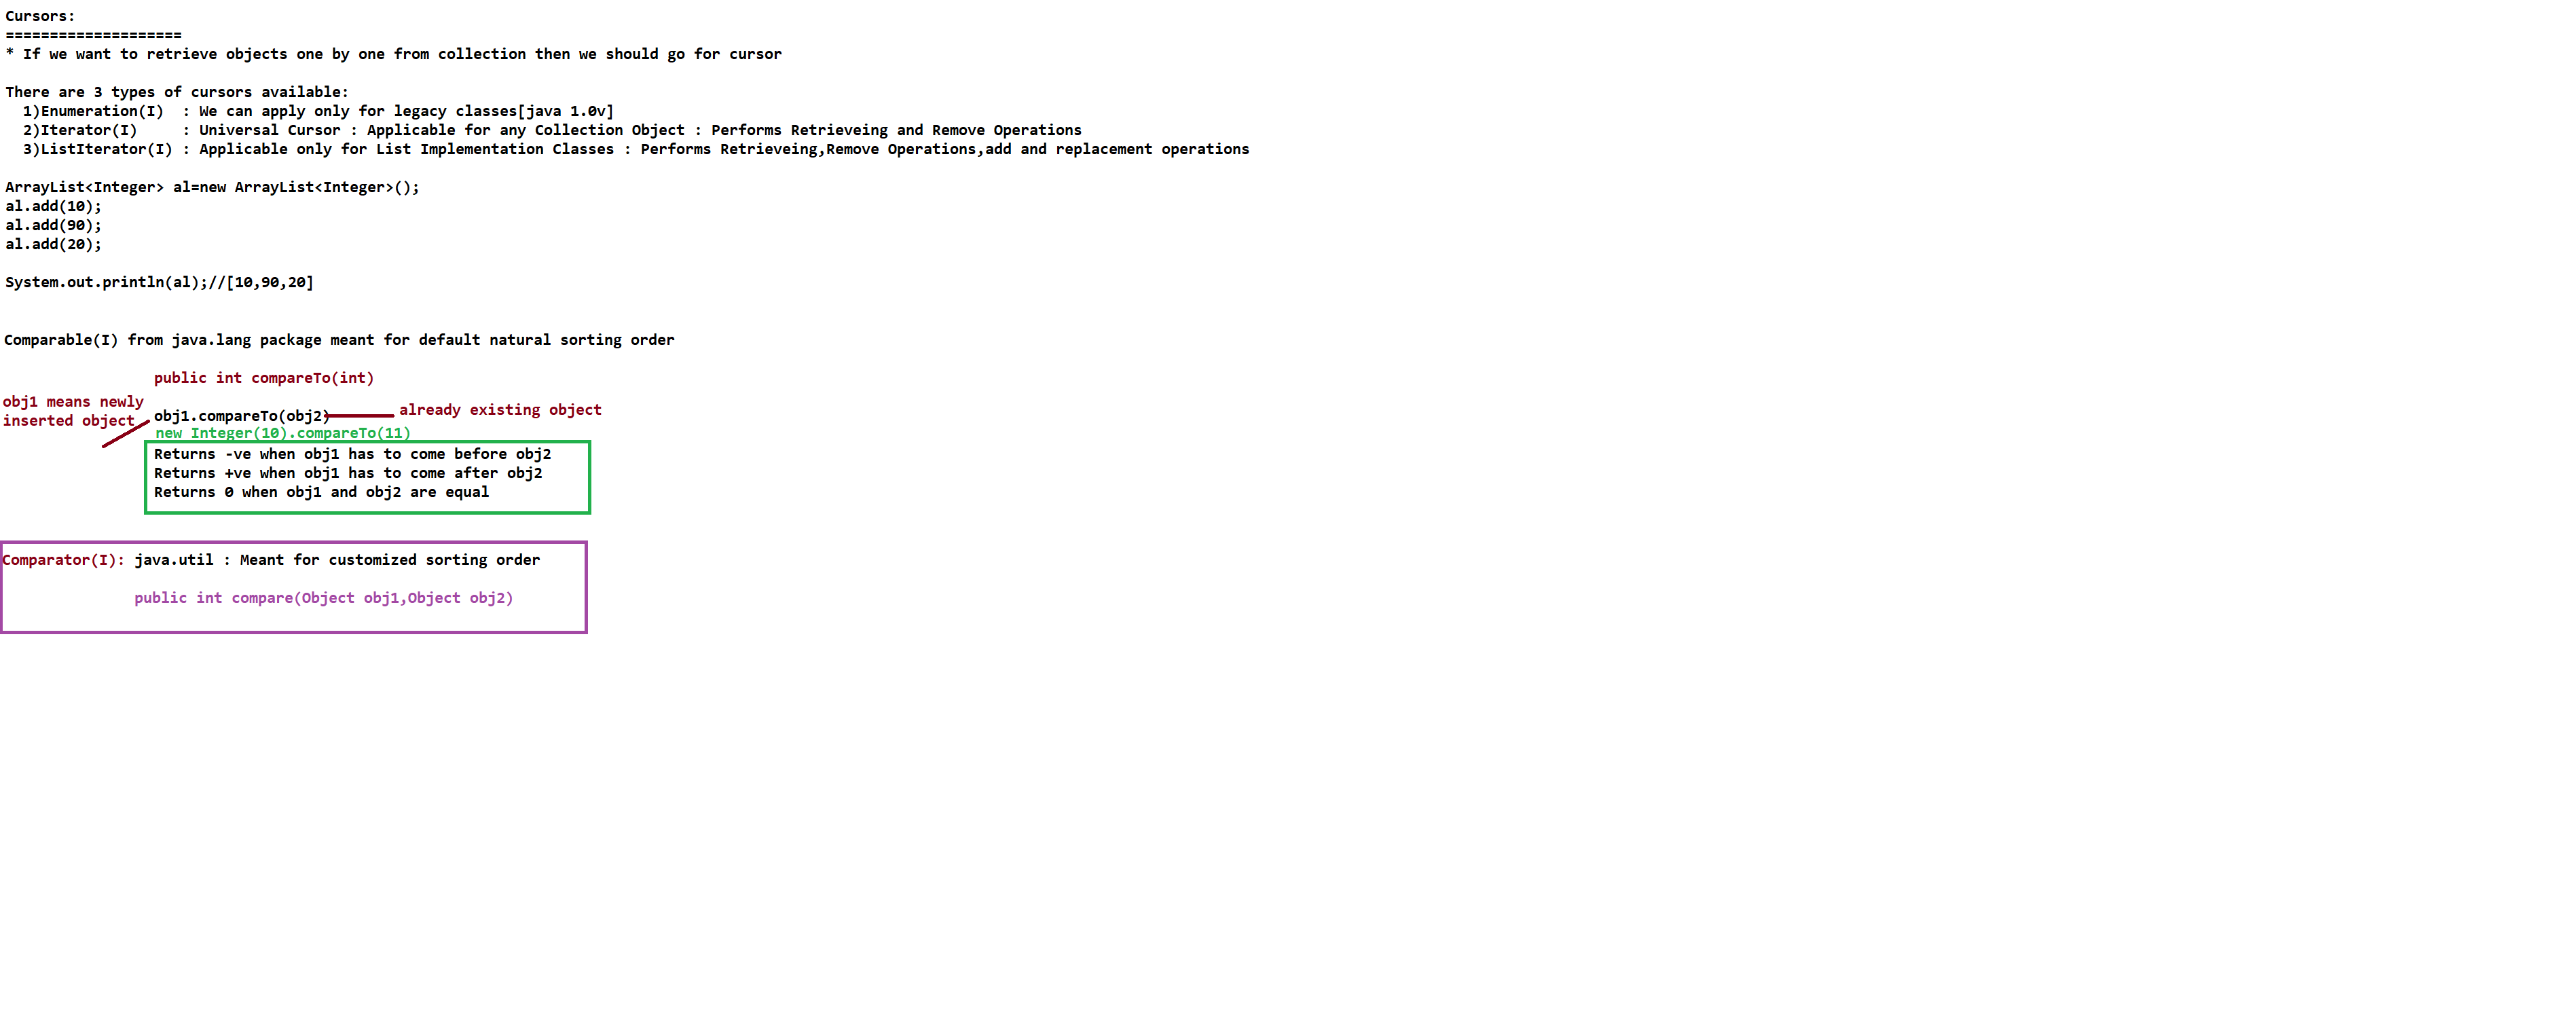 Cursors:
====================
* If we want to retrieve objects one by one from collection then we should go for cursor
There are 3 types of cursors available:
1)Enumeration(I)  : We can apply only for legacy classes[java 1.0v]
2)Iterator(I)     : Universal Cursor : Applicable for any Collection Object : Performs Retrieveing and Remove Operations
3)ListIterator(I) : Applicable only for List Implementation Classes : Performs Retrieveing,Remove Operations,add and replacement operations
ArrayList<Integer> al=new ArrayList<Integer>();
al.add(10);
al.add(90);
al.add(20);
System.out.println(al);//[10,90,20]
Comparable(I) from java.lang package meant for default natural sorting order
public int compareTo(int)
obj1 means newly
inserted object
obj1.compareTo(obj2)
already existing object
new Integer(10).compareTo(11)
Returns -ve when obj1 has to come before obj2
Returns +ve when obj1 has to come after obj2
Returns 0 when obj1 and obj2 are equal
Comparator(I): java.util : Meant for customized sorting order
public int compare(Object obj1,Object obj2)